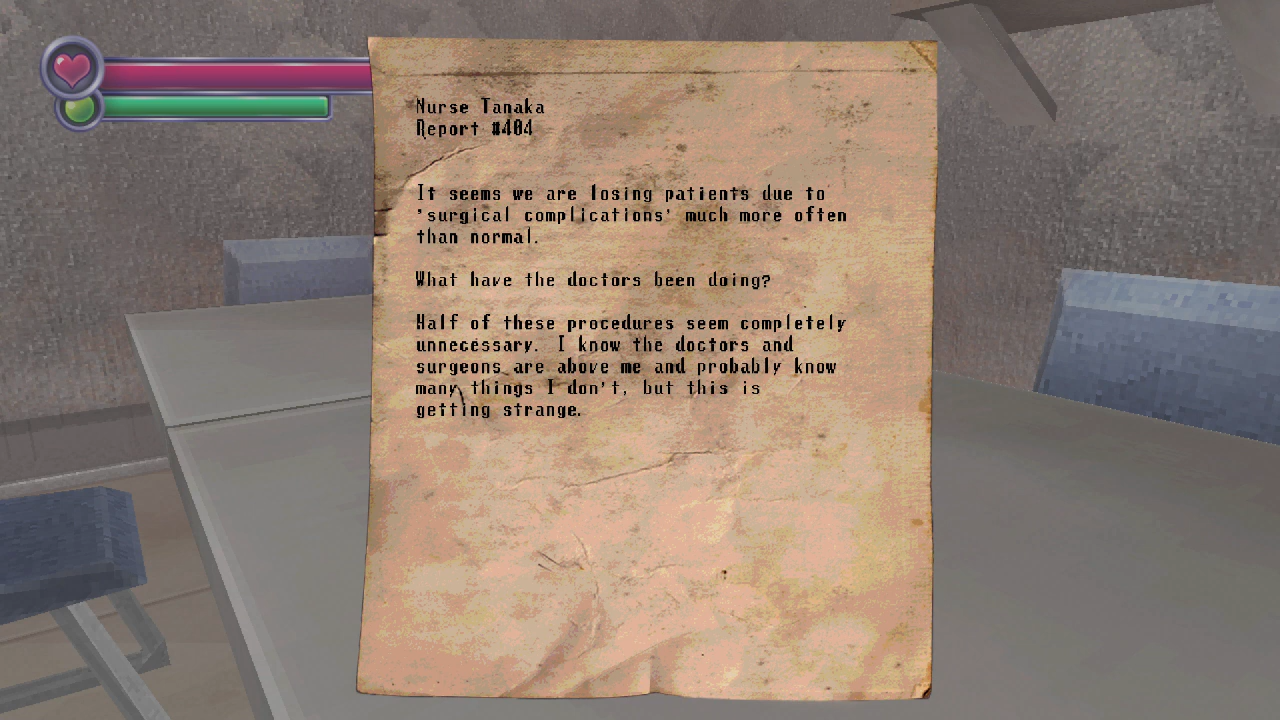 Nurse Tanaka
Report #404
It seems we are losing patients due to
'surgical complications' much more often
than normal.
What have the doctors been doing?
Half of these procedures seem completely
unnecessary. I know the doctors and
surgeons are above me and probably know
many things I don't, but this is
getting strange.